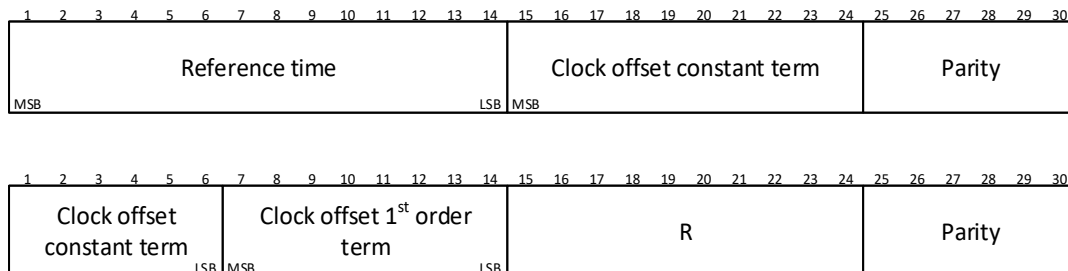 1 2 3 4 5 6 7 8 9 10 11 12 13 14 15 16 17 18 19 20 21 22 23 24 25 26 27 28 29 30
Reference time Clock offset constant term Parity
MSB LSB MSB
1 2 3 4 5 6 7 8 9 10 11 12 13 14 15 16 17 18 19 20 21 22 23 24 25 26 27 28 29 30
Clock offset
constant term
Clock offset 1st order
term
R
Parity
LSB MSB LSB